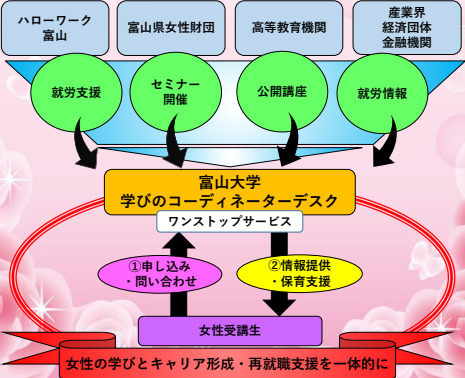 ハローワーク
富山
富山県女性財団
高等教育機関
産業界
経済団体
金融機関
就労支援
セミナー
開催
公開講座
就労情報
富山大学
学びのコーディネーターデスク
ワンストップサービス
①申し込み
・問い合わせ
②情報提供
・保育支援
女性受講生
女性の学びとキャリア形成・再就職支援を一体的に